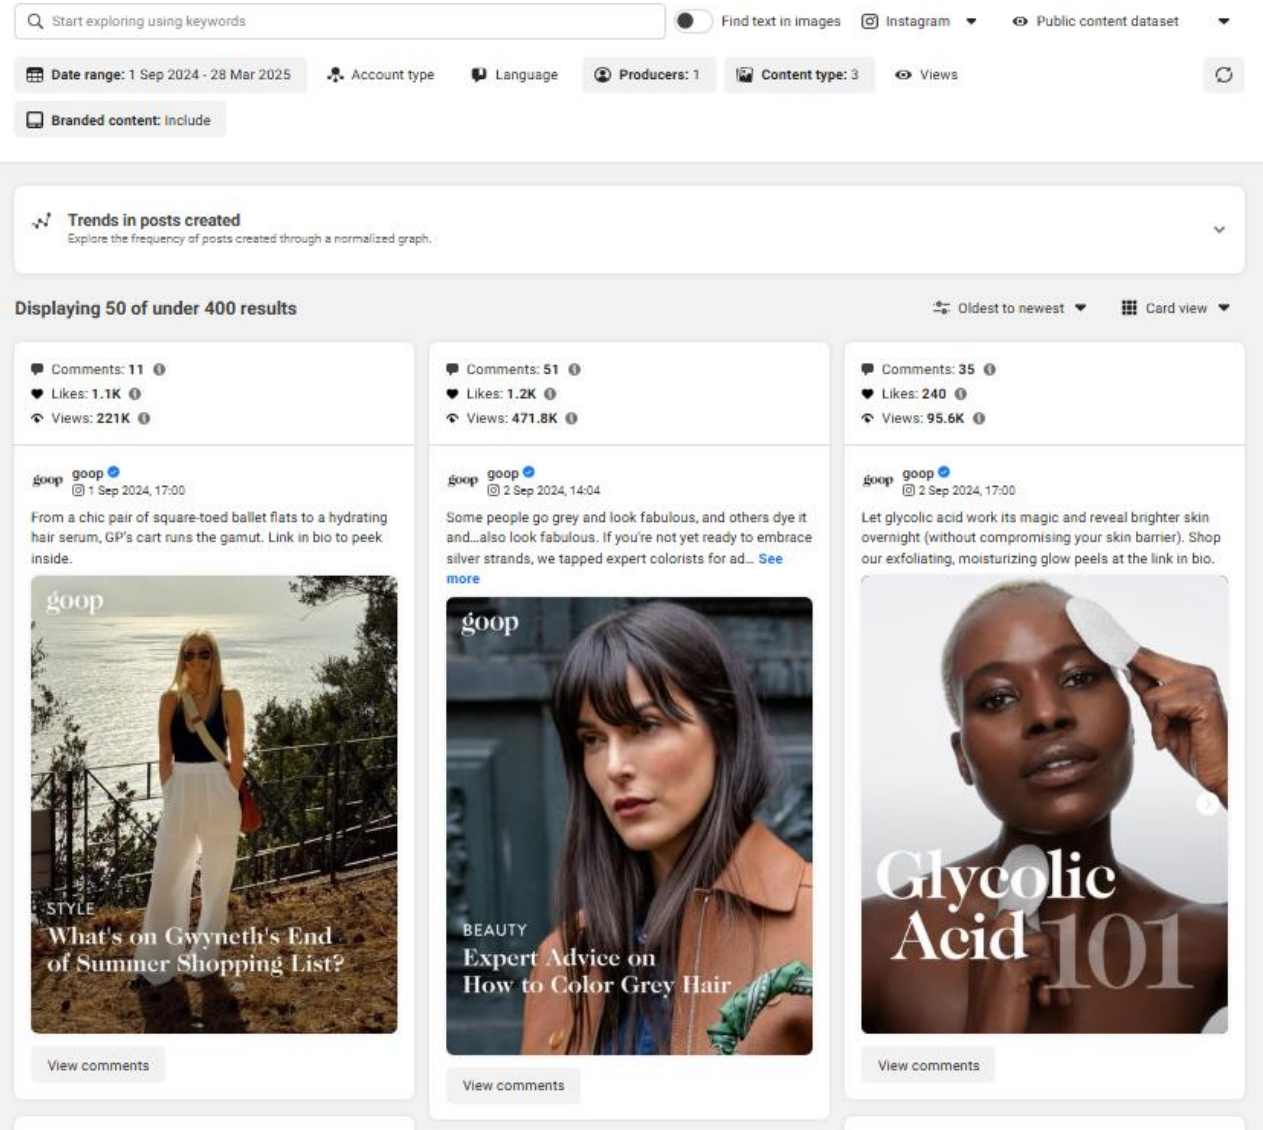 Start exploring using keywords
Find text in images
Instagram
Public content dataset
Date range: 1 Sep 2024 - 28 Mar 2025
Account type
Language
Producers: 1
Content type: 3
Views
Branded content: Include
Trends in posts created
Explore the frequency of posts created through a normalized graph.
Displaying 50 of under 400 results
Oldest to newest
Card view
Comments: 11
Likes: 1.1K
Views: 221K
goop
goop
1 Sep 2024, 17:00
From a chic pair of square-toed ballet flats to a hydrating
hair serum, GP's cart runs the gamut. Link in bio to peek
inside.
goop
STYLE
What's on Gwyneth's End
of Summer Shopping List?
View comments
Comments: 51
Likes: 1.2K
Views: 471.8K
goop
goop
2 Sep 2024, 14:04
Some people go grey and look fabulous, and others dye it
and...also look fabulous. If you're not yet ready to embrace
silver strands, we tapped expert colorists for ad... See
more
goop
BEAUTY
Expert Advice on
How to Color Grey Hair
View comments
Comments: 35
Likes: 240
Views: 95.6K
goop
goop
2 Sep 2024, 17:00
Let glycolic acid work its magic and reveal brighter skin
overnight (without compromising your skin barrier). Shop
our exfoliating, moisturizing glow peels at the link in bio.
Glycolic
Acid 101
View comments